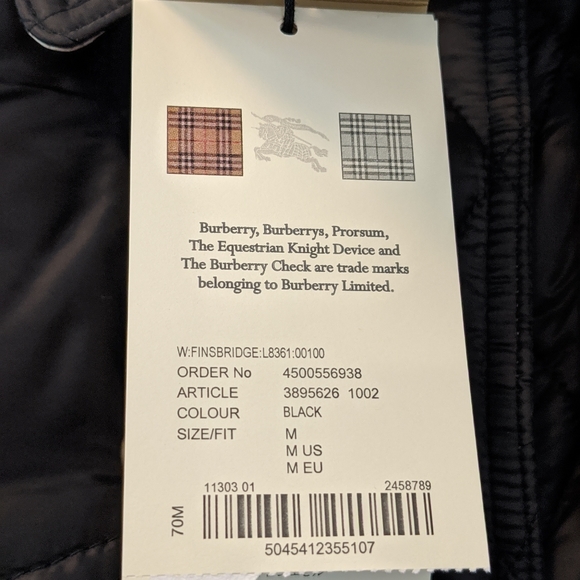 Burberry, Burberrys, Prorsum,
The Equestrian Knight Device and
The Burberry Check are trade marks
belonging to Burberry Limited.
W:FINSBRIDGE:L8361:00100
ORDER No 4500556938
ARTICLE 3895626 1002
COLOUR BLACK
SIZE/FIT M
M US
M EU
11303 01 2458789
70M
5045412355107